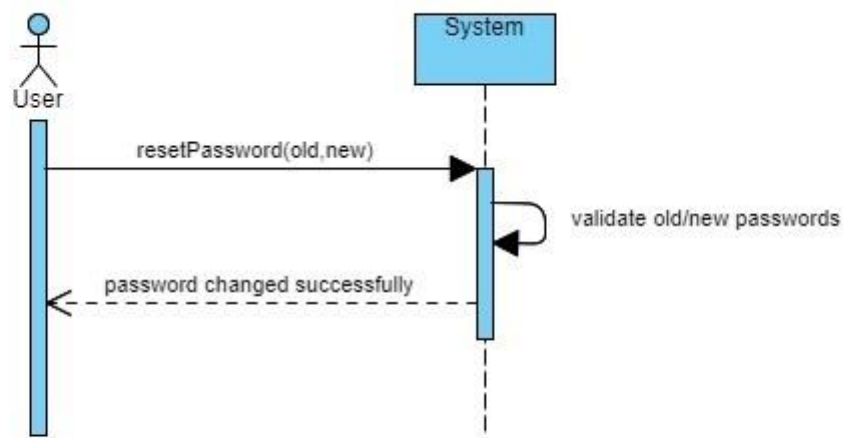 System
User
resetPassword(old,new)
validate old/new passwords
password changed successfully